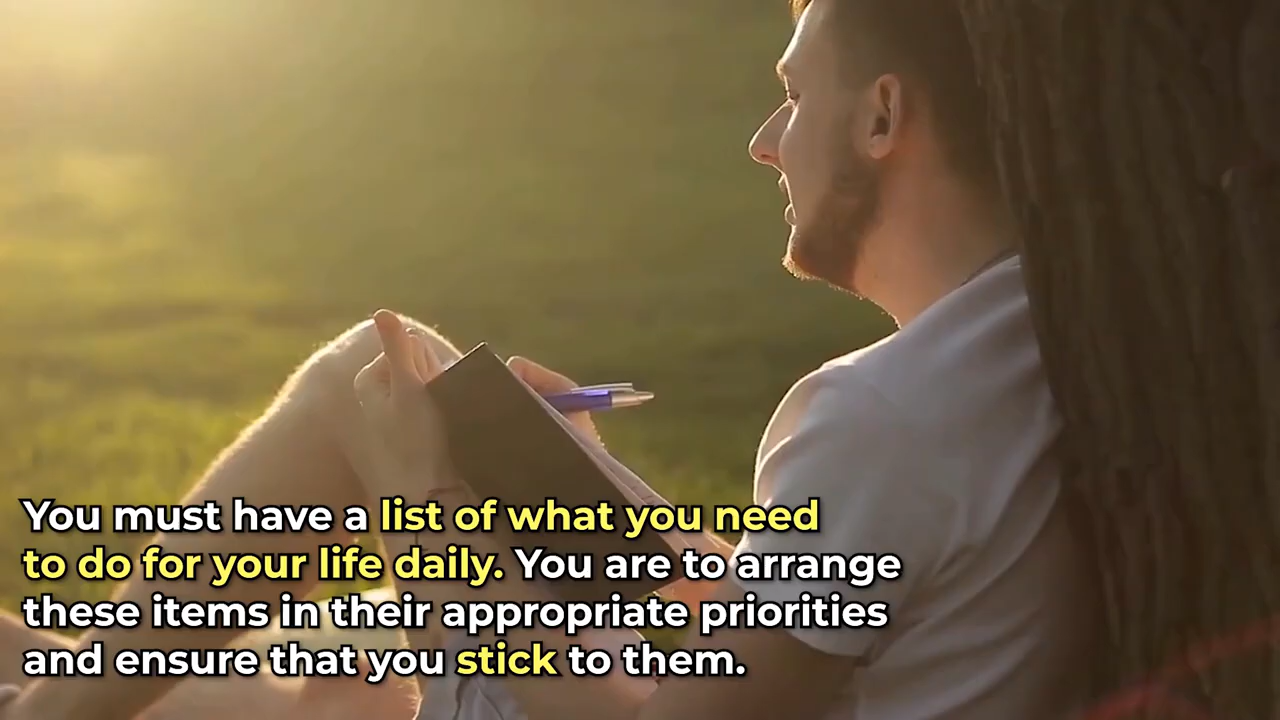 You must have a list of what you need
to do for your life daily. You are to arrange
these items in their appropriate priorities
and ensure that you stick to them.